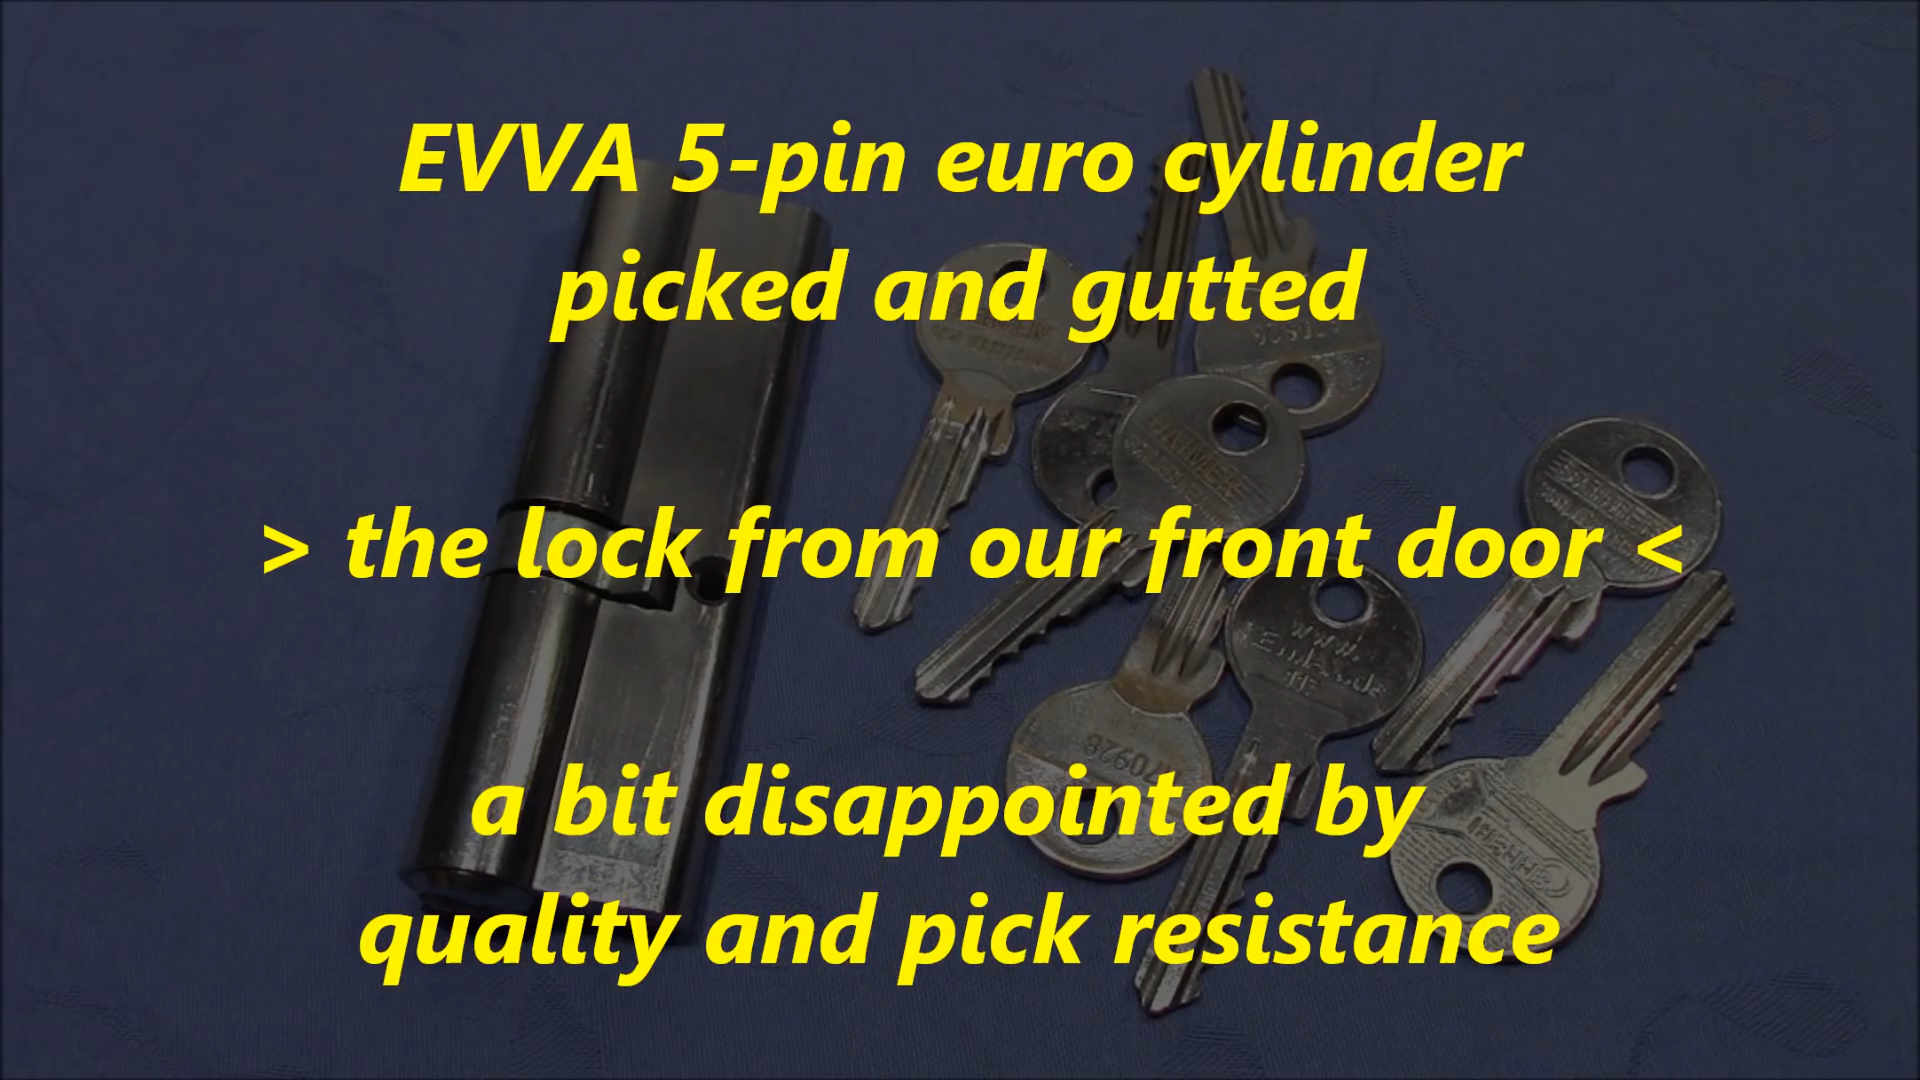 EVVA 5-pin euro cylinder
picked and gutted
> the lock from our front door <
a bit disappointed by
quality and pick resistance
www.